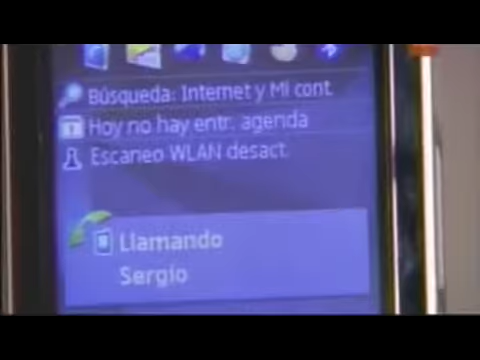 Búsqueda: Internet y Mi cont.
Hoy no hay entr. agenda
Escaneo WLAN desact.
Llamando
Sergio